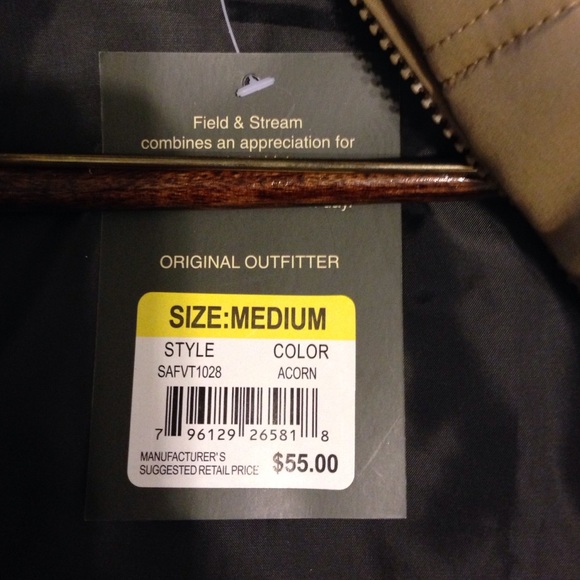 Field & Stream
combines an appreciation for
day.
ORIGINAL OUTFITTER
SIZE:MEDIUM
STYLE COLOR
SAFVT1028 ACORN
7 96129 26581 8
MANUFACTURER'S
SUGGESTED RETAIL PRICE $55.00